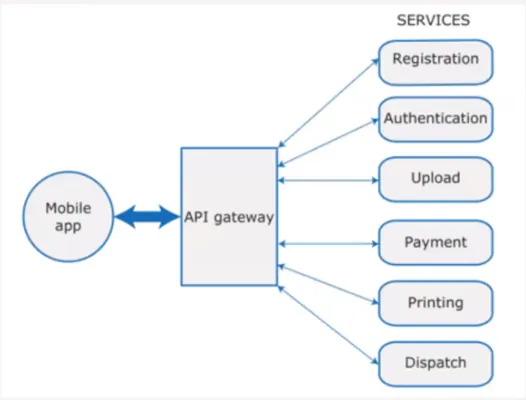 SERVICES
Registration
Authentication
Upload
Mobile
app
API gateway
Payment
Printing
Dispatch